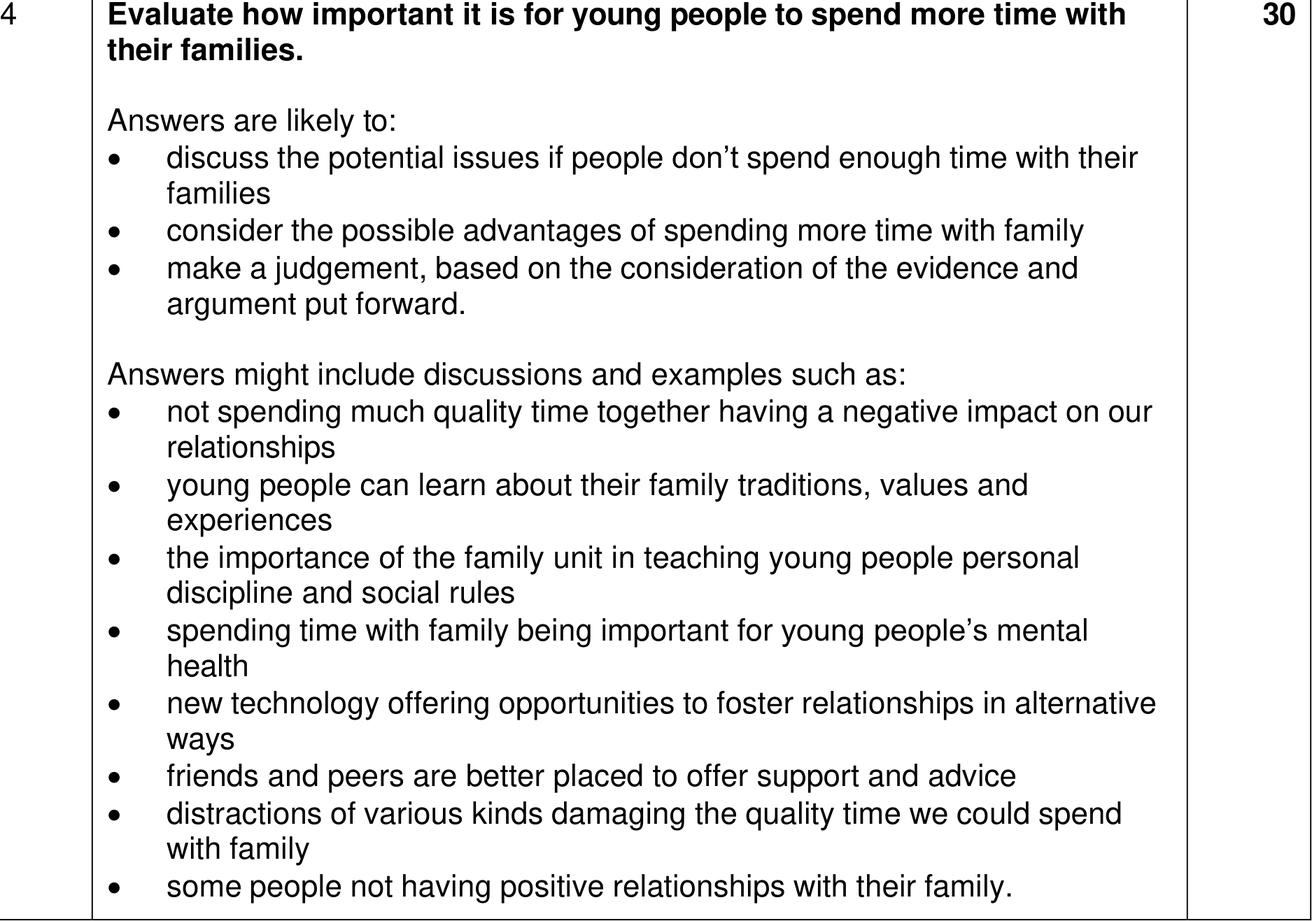 4 Evaluate how important it is for young people to spend more time with 30
their families.
Answers are likely to:
• discuss the potential issues if people don’t spend enough time with their
families
• consider the possible advantages of spending more time with family
• make a judgement, based on the consideration of the evidence and
argument put forward.
Answers might include discussions and examples such as:
• not spending much quality time together having a negative impact on our
relationships
• young people can learn about their family traditions, values and
experiences
• the importance of the family unit in teaching young people personal
discipline and social rules
• spending time with family being important for young people’s mental
health
• new technology offering opportunities to foster relationships in alternative
ways
• friends and peers are better placed to offer support and advice
• distractions of various kinds damaging the quality time we could spend
with family
• some people not having positive relationships with their family.